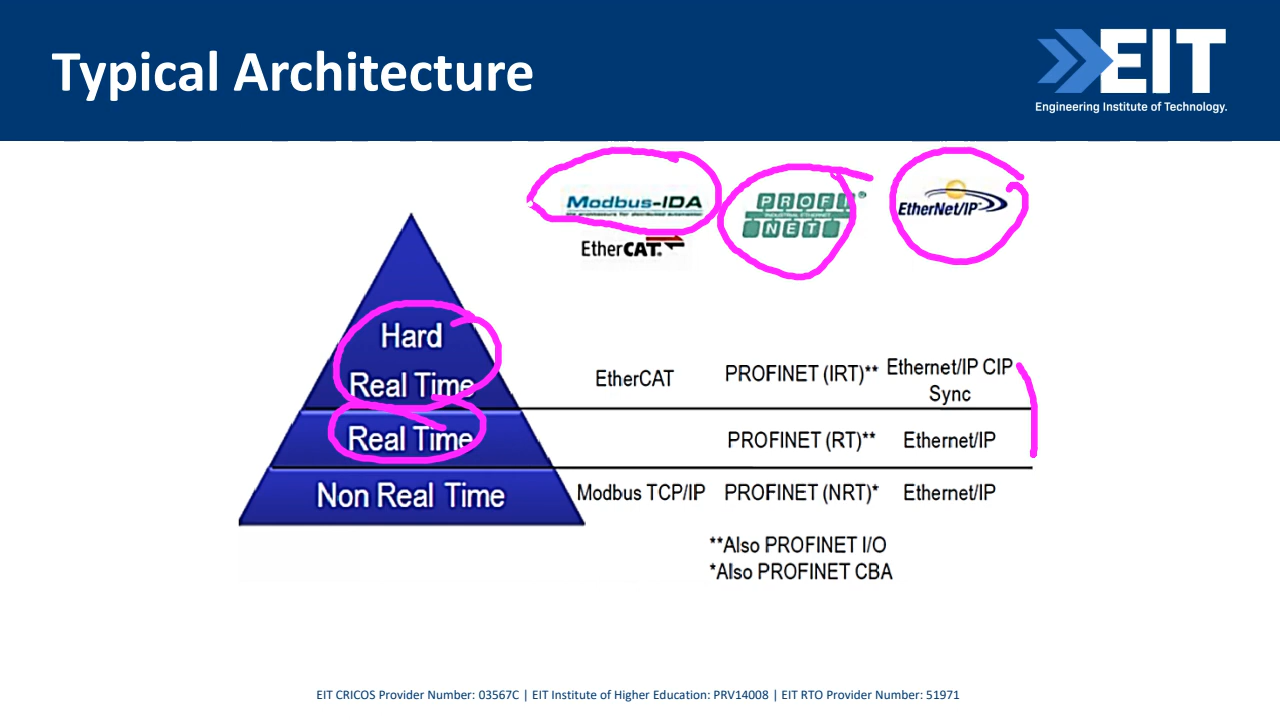 Typical Architecture
EIT
Engineering Institute of Technology.
Modbus-IDA
PROFI
INDUSTRIAL ETHERNET
NET
EtherNet/IP
EtherCAT
Hard
Real Time
EtherCAT
PROFINET (IRT)**
Ethernet/IP CIP
Sync
Real Time
PROFINET (RT)**
Ethernet/IP
Non Real Time
Modbus TCP/IP
PROFINET (NRT)*
Ethernet/IP
**Also PROFINET I/O
*Also PROFINET CBA
EIT CRICOS Provider Number: 03567C | EIT Institute of Higher Education: PRV14008 | EIT RTO Provider Number: 51971